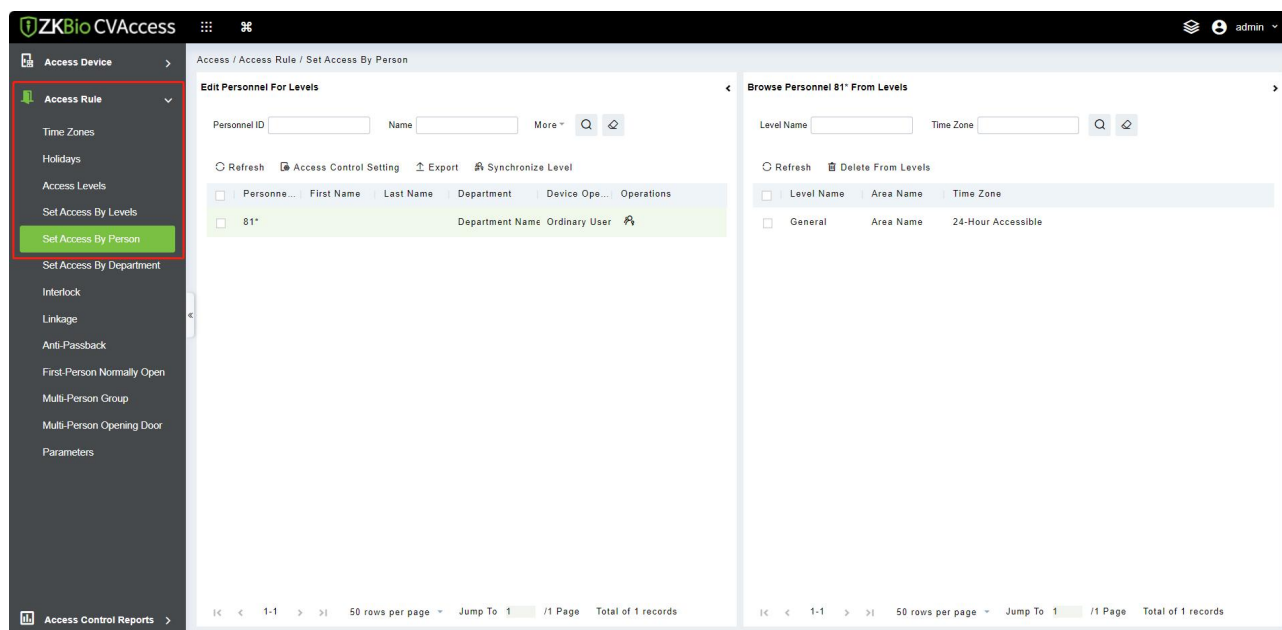 ZKBio CVAccess
admin
Access Device
Access Rule
Time Zones
Holidays
Access Levels
Set Access By Levels
Set Access By Person
Set Access By Department
Interlock
Linkage
Anti-Passback
First-Person Normally Open
Multi-Person Group
Multi-Person Opening Door
Parameters
Access Control Reports
Access / Access Rule / Set Access By Person
Edit Personnel For Levels
Personnel ID Name More
Refresh Access Control Setting Export Synchronize Level
Personne... First Name Last Name Department Device Ope... Operations
81* Department Name Ordinary User
1-1 50 rows per page Jump To 1 /1 Page Total of 1 records
Browse Personnel 81* From Levels
Level Name Time Zone
Refresh Delete From Levels
Level Name Area Name Time Zone
General Area Name 24-Hour Accessible
1-1 50 rows per page Jump To 1 /1 Page Total of 1 records